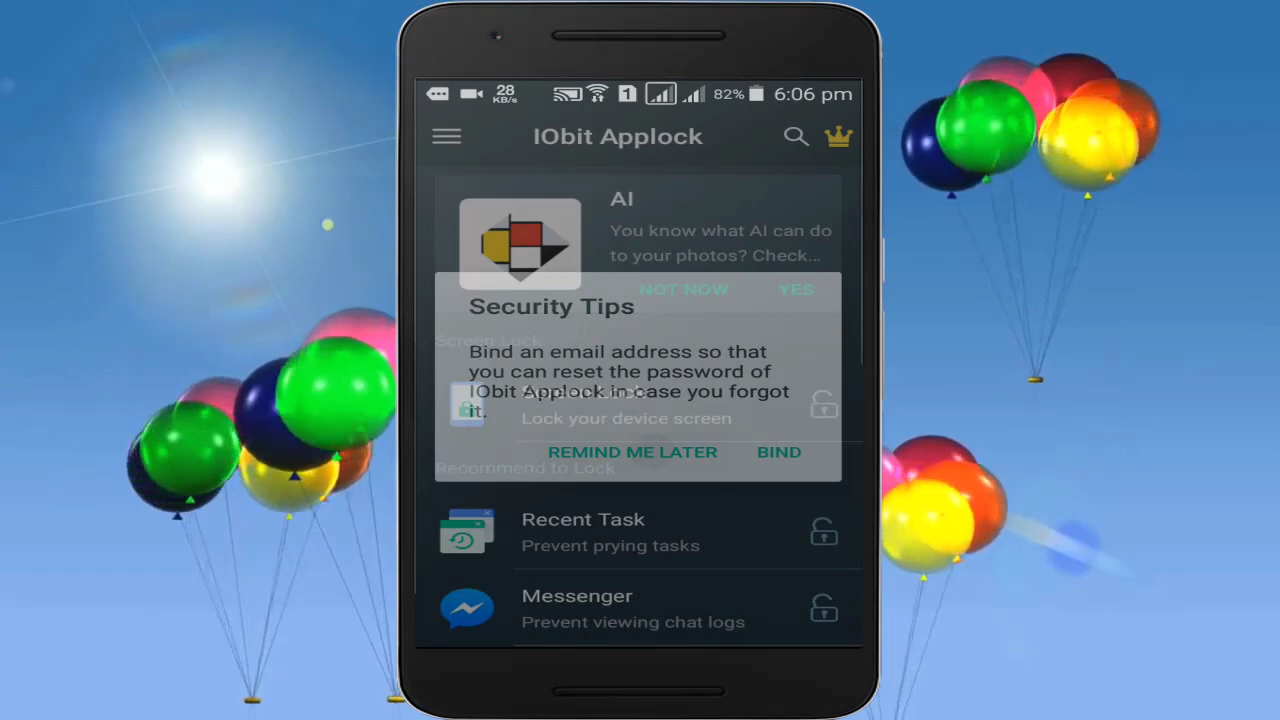 28
KB/s
1
82%
6:06 pm
IObit Applock
AI
You know what AI can do
to your photos? Check...
NOT NOW YES
Security Tips
Screen Lock
Bind an email address so that
you can reset the password of
IObit Applock in case you forgot
it.
Lock your device screen
REMIND ME LATER BIND
Recommend to Lock
Recent Task
Prevent prying tasks
Messenger
Prevent viewing chat logs